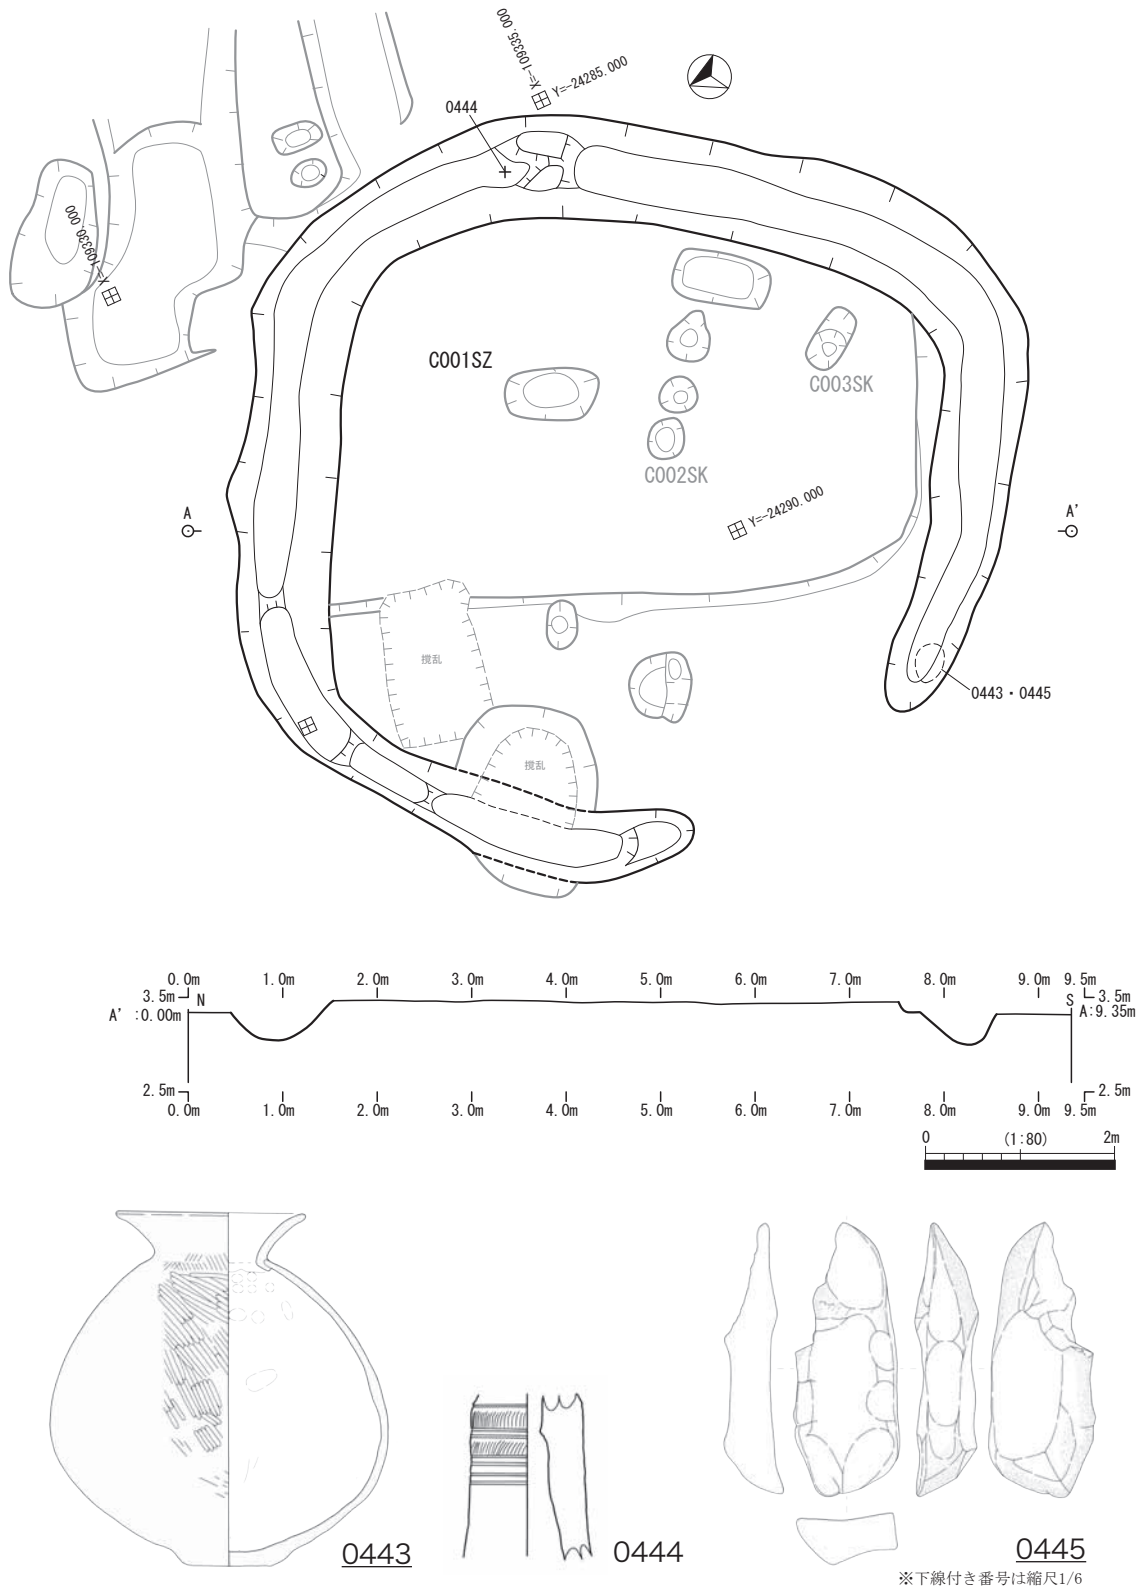 X=-109335.000
Y=-24285.000
0444
X=-109330.000
C001SZ
C003SK
C002SK
Y=-24290.000
A
A'
撹乱
撹乱
0443・0445
0.0m 1.0m 2.0m 3.0m 4.0m 5.0m 6.0m 7.0m 8.0m 9.0m 9.5m
3.5m N S 3.5m
A' :0.00m A:9.35m
2.5m 2.5m
0.0m 1.0m 2.0m 3.0m 4.0m 5.0m 6.0m 7.0m 8.0m 9.0m 9.5m
0 (1:80) 2m
0443
0444
0445
※下線付き番号は縮尺1/6